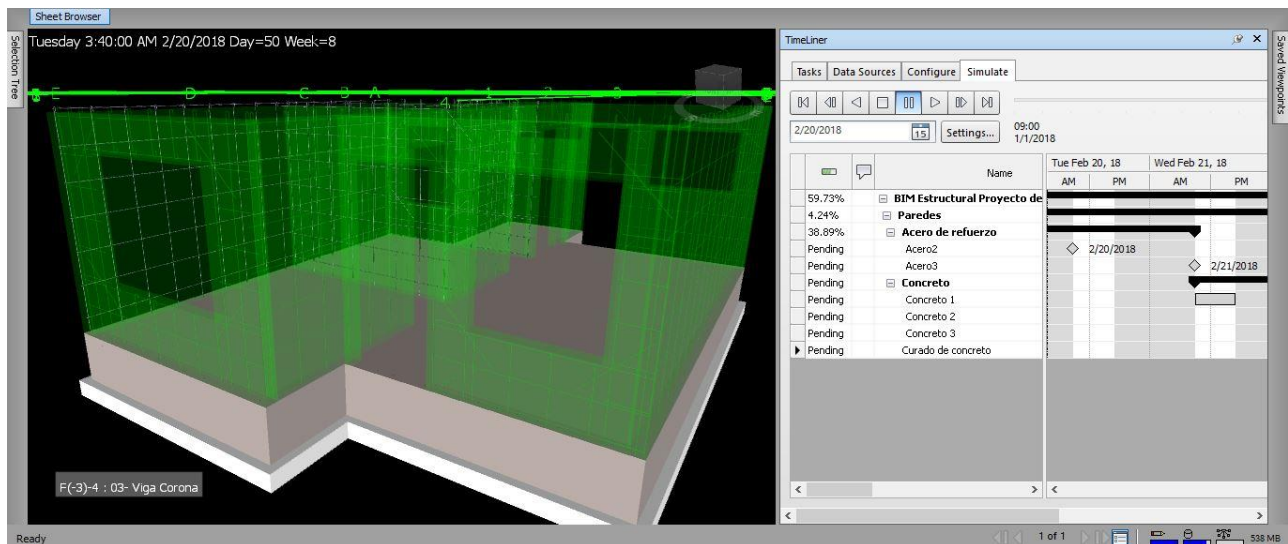 Sheet Browser
Selection Tree
Tuesday 3:40:00 AM 2/20/2018 Day=50 Week=8
E D C B A 4 1 2 3
F(-3)-4 : 03- Viga Corona
TimeLiner
Saved Viewpoints
Tasks Data Sources Configure Simulate
2/20/2018 15 Settings... 09:00
1/1/2018
Name Tue Feb 20, 18 Wed Feb 21, 18
AM PM AM PM
59.73% BIM Estructural Proyecto de
4.24% Paredes
38.89% Acero de refuerzo
Pending Acero2 2/20/2018
Pending Acero3 2/21/2018
Pending Concreto
Pending Concreto 1
Pending Concreto 2
Pending Concreto 3
Pending Curado de concreto
Ready 1 of 1 538 MB